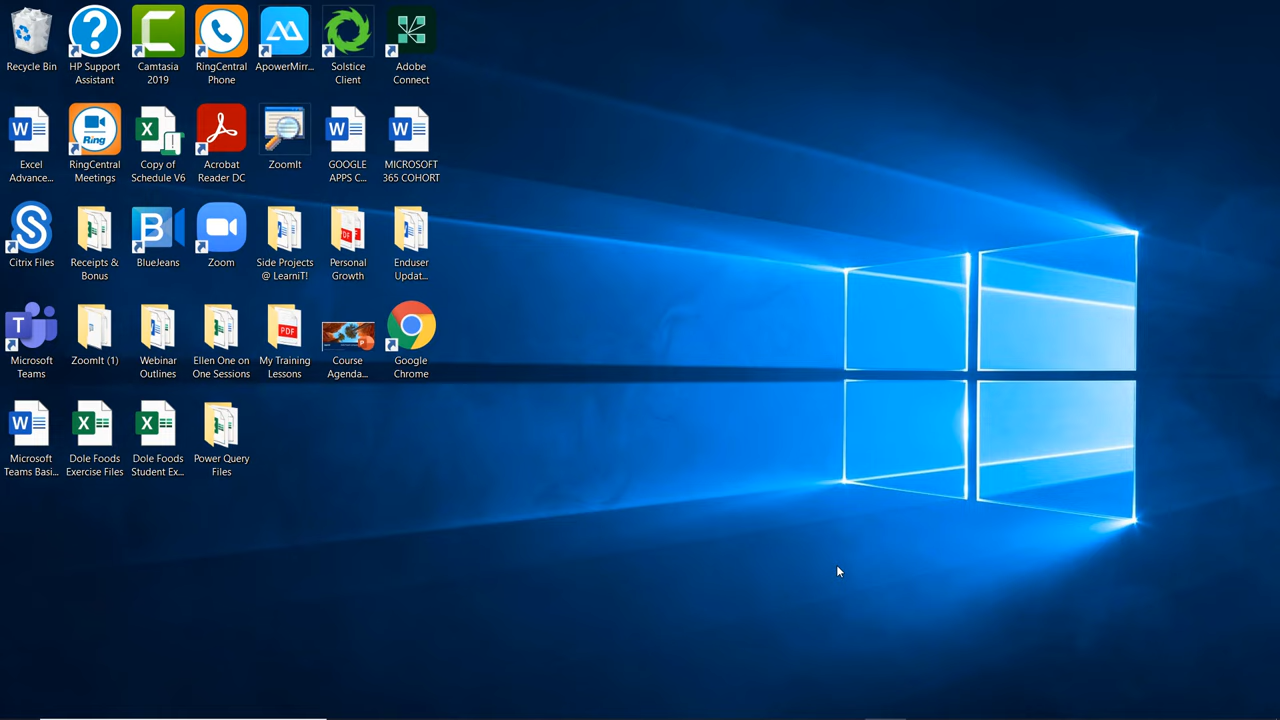 Recycle Bin
HP Support
Assistant
Camtasia
2019
RingCentral
Phone
ApowerMirr...
Solstice
Client
Adobe
Connect
Excel
Advance...
Ring
RingCentral
Meetings
Copy of
Schedule V6
Acrobat
Reader DC
ZoomIt
GOOGLE
APPS C...
MICROSOFT
365 COHORT
Citrix Files
Receipts &
Bonus
BlueJeans
Zoom
Side Projects
@ LearniT!
Personal
Growth
Enduser
Updat...
Microsoft
Teams
ZoomIt (1)
Webinar
Outlines
Ellen One on
One Sessions
PDF
My Training
Lessons
Course
Agenda...
Google
Chrome
Microsoft
Teams Basi...
Dole Foods
Exercise Files
Dole Foods
Student Ex...
Power Query
Files